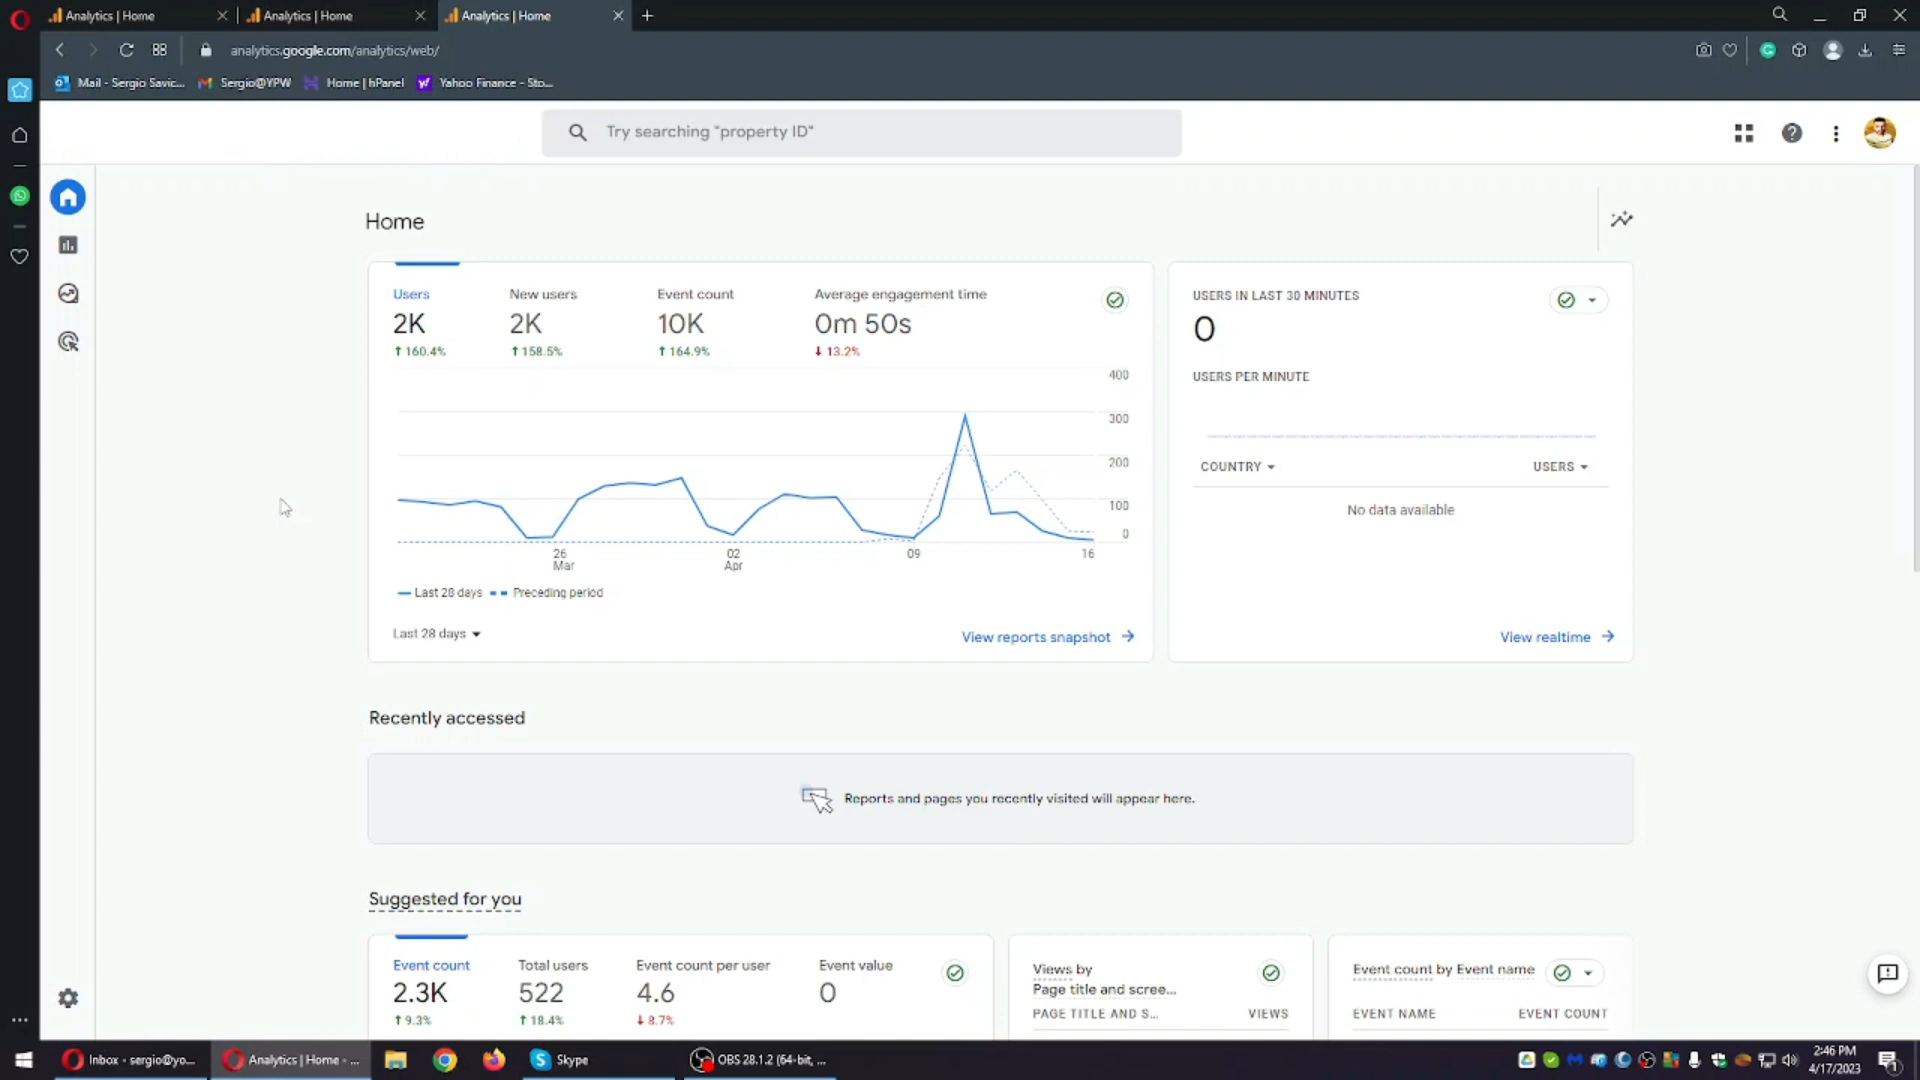 Analytics | Home
Analytics | Home
Analytics | Home
analytics.google.com/analytics/web/
Mail - Sergio Savic...
Sergio@YPW
Home | hPanel
Yahoo Finance - Sto...
Try searching "property ID"
Home
Users
New users
Event count
Average engagement time
2K
2K
10K
0m 50s
160.4%
158.5%
164.9%
13.2%
400
300
200
100
0
26
Mar
02
Apr
09
16
Last 28 days
Preceding period
Last 28 days
View reports snapshot
USERS IN LAST 30 MINUTES
0
USERS PER MINUTE
COUNTRY
USERS
No data available
View realtime
Recently accessed
Reports and pages you recently visited will appear here.
Suggested for you
Event count
Total users
Event count per user
Event value
2.3K
522
4.6
0
9.3%
18.4%
8.7%
Views by
Page title and scree...
PAGE TITLE AND S...
VIEWS
Event count by Event name
EVENT NAME
EVENT COUNT
Inbox - sergio@yo...
Analytics | Home - ...
Skype
OBS 28.1.2 (64-bit, ...
2:46 PM
4/17/2023
1